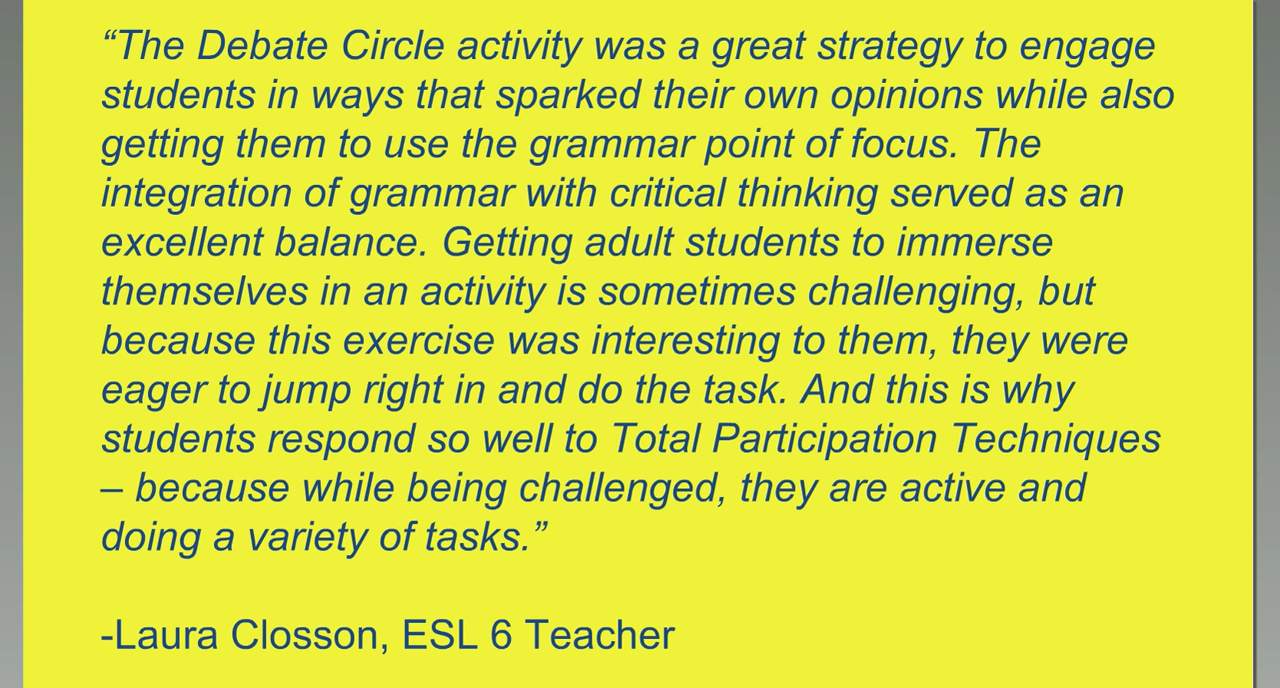 “The Debate Circle activity was a great strategy to engage
students in ways that sparked their own opinions while also
getting them to use the grammar point of focus. The
integration of grammar with critical thinking served as an
excellent balance. Getting adult students to immerse
themselves in an activity is sometimes challenging, but
because this exercise was interesting to them, they were
eager to jump right in and do the task. And this is why
students respond so well to Total Participation Techniques
– because while being challenged, they are active and
doing a variety of tasks.”
-Laura Closson, ESL 6 Teacher